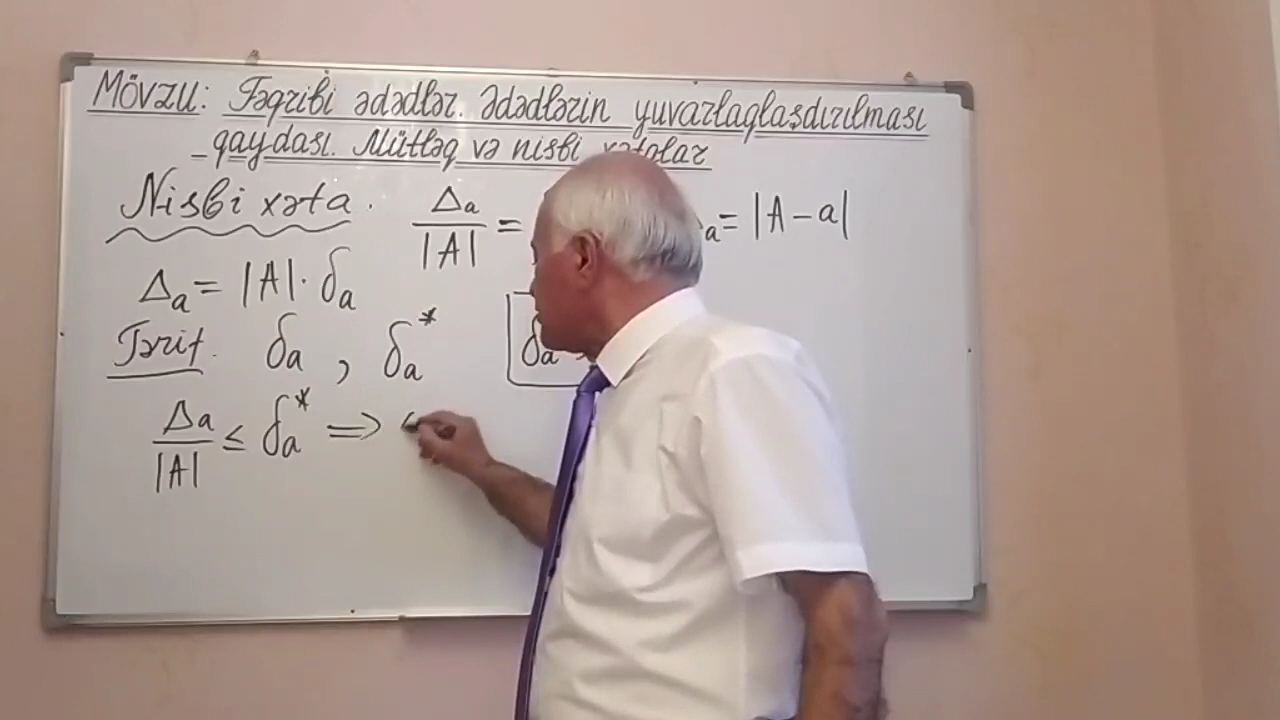 MÖVZU: Təqribi ədədlər. Ədədlərin yuvarlaqlaşdırılması
qaydası. Mütləq və nisbi xətalar
Nisbi xəta. Δa/|A| = a = |A - a|
Δa = |A| · δa
Tərif. δa , δa* δa
Δa/|A| ≤ δa* ⇒